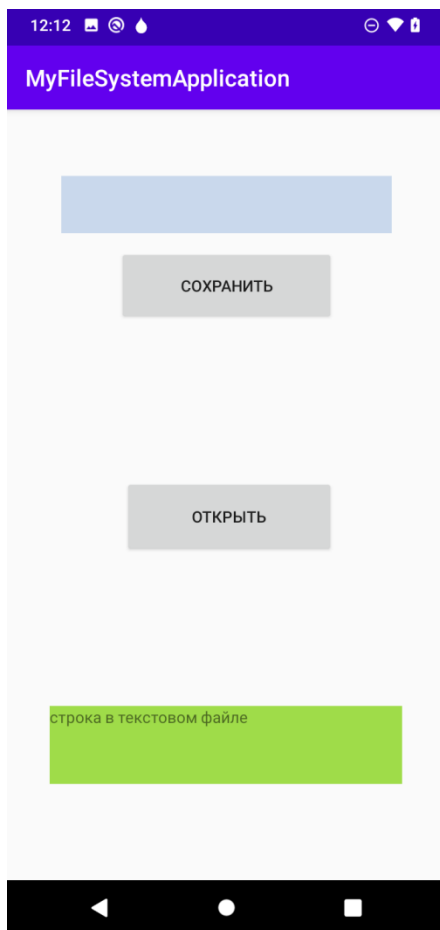 12:12
MyFileSystemApplication
СОХРАНИТЬ
ОТКРЫТЬ
строка в текстовом файле